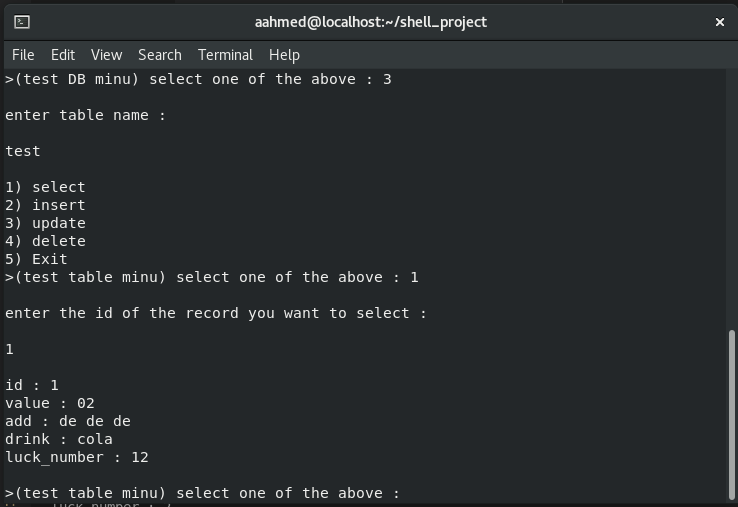 aahmed@localhost:~/shell_project
File Edit View Search Terminal Help
>(test DB minu) select one of the above : 3
enter table name :
test
1) select
2) insert
3) update
4) delete
5) Exit
>(test table minu) select one of the above : 1
enter the id of the record you want to select :
1
id : 1
value : 02
add : de de de
drink : cola
luck_number : 12
>(test table minu) select one of the above :